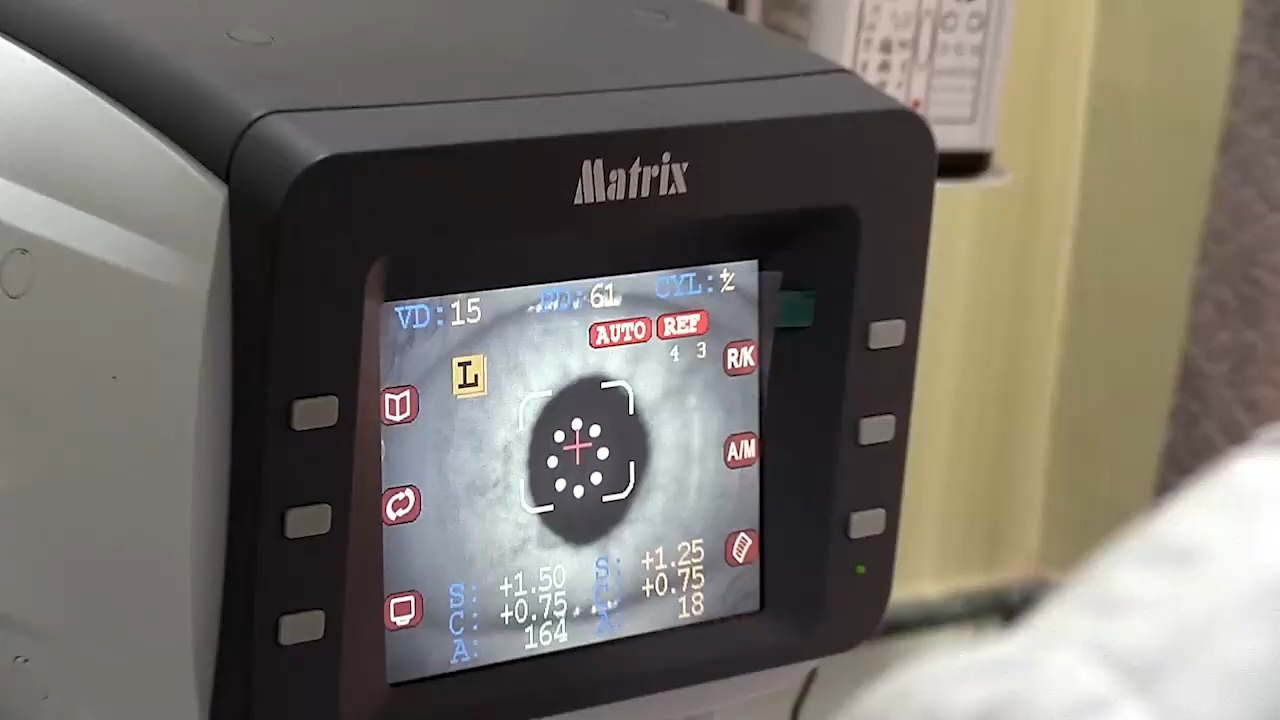 Matrix
VD:15 PD:61 CYL:±
AUTO REF
4 3
R/K
L
A/M
S: +1.50 S: +1.25
C: +0.75 C: +0.75
A: 164 A: 18